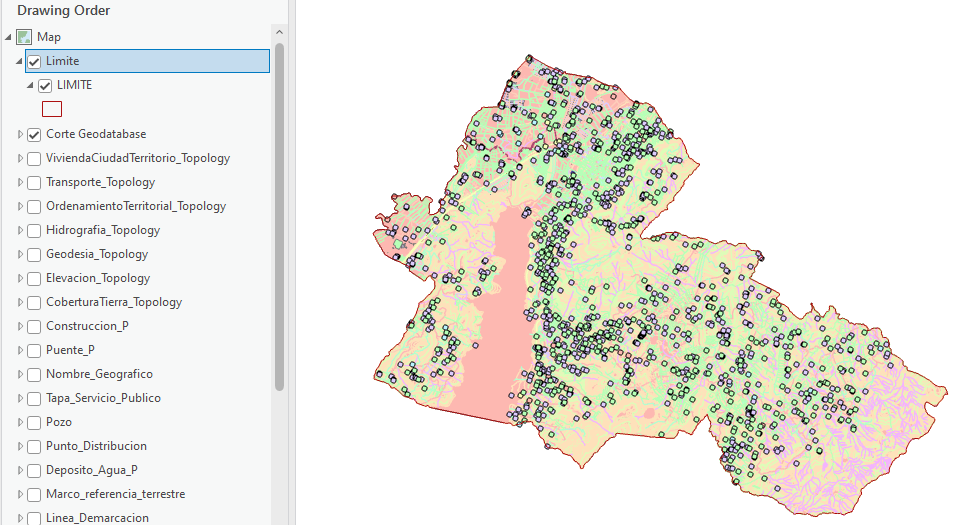 Drawing Order
Map
Limite
LIMITE
Corte Geodatabase
ViviendaCiudadTerritorio_Topology
Transporte_Topology
OrdenamientoTerritorial_Topology
Hidrografia_Topology
Geodesia_Topology
Elevacion_Topology
CoberturaTierra_Topology
Construccion_P
Puente_P
Nombre_Geografico
Tapa_Servicio_Publico
Pozo
Punto_Distribucion
Deposito_Agua_P
Marco_referencia_terrestre
Linea_Demarcacion